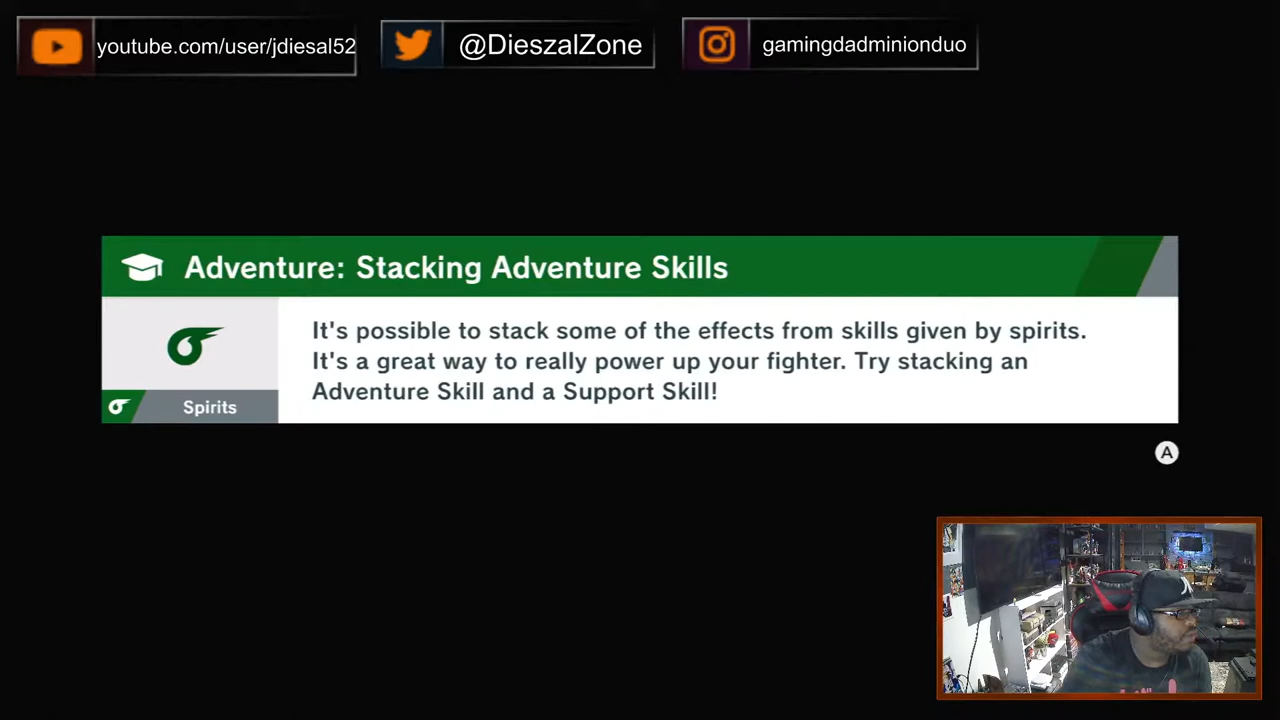 youtube.com/user/jdiesal52
@DieszalZone
gamingdadminionduo
Adventure: Stacking Adventure Skills
It's possible to stack some of the effects from skills given by spirits.
It's a great way to really power up your fighter. Try stacking an
Adventure Skill and a Support Skill!
Spirits
A